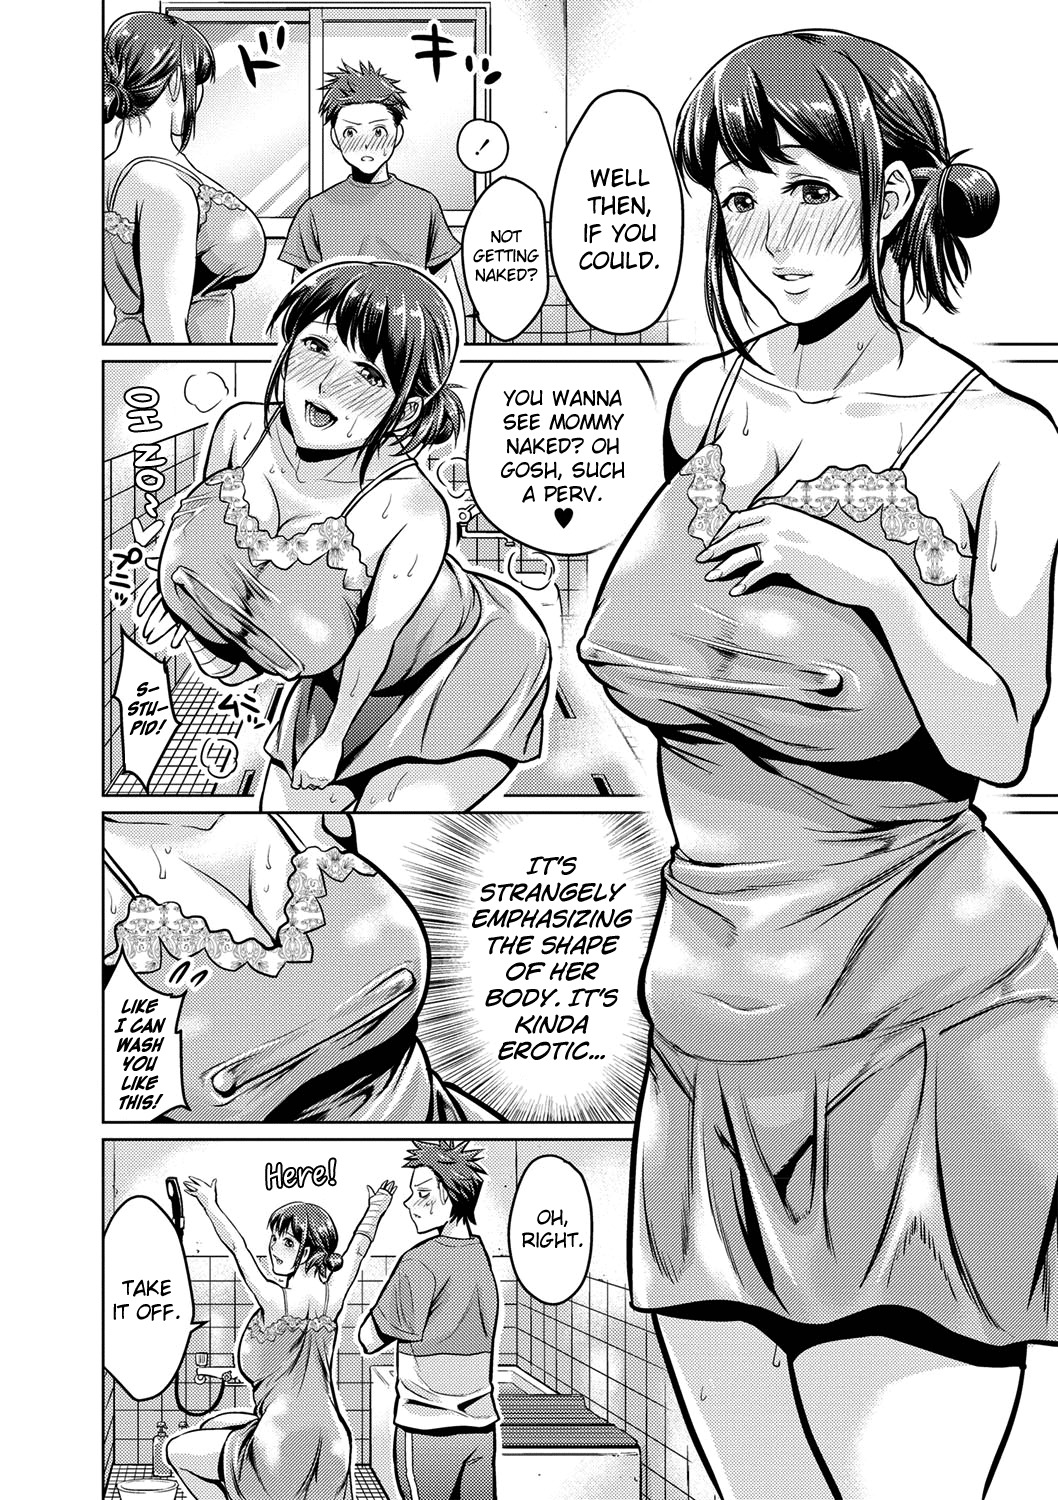 WELL
THEN,
IF YOU
COULD.
NOT
GETTING
NAKED?
!
ドキッ
YOU WANNA
SEE MOMMY
NAKED? OH
GOSH, SUCH
A PERV.
♥
OH NO~
S-
STU-
PID!
IT'S
STRANGELY
EMPHASIZING
THE SHAPE
OF HER
BODY. IT'S
KINDA
EROTIC...
LIKE
I CAN
WASH
YOU
LIKE
THIS!
OH,
RIGHT.
Here!
TAKE
IT OFF.